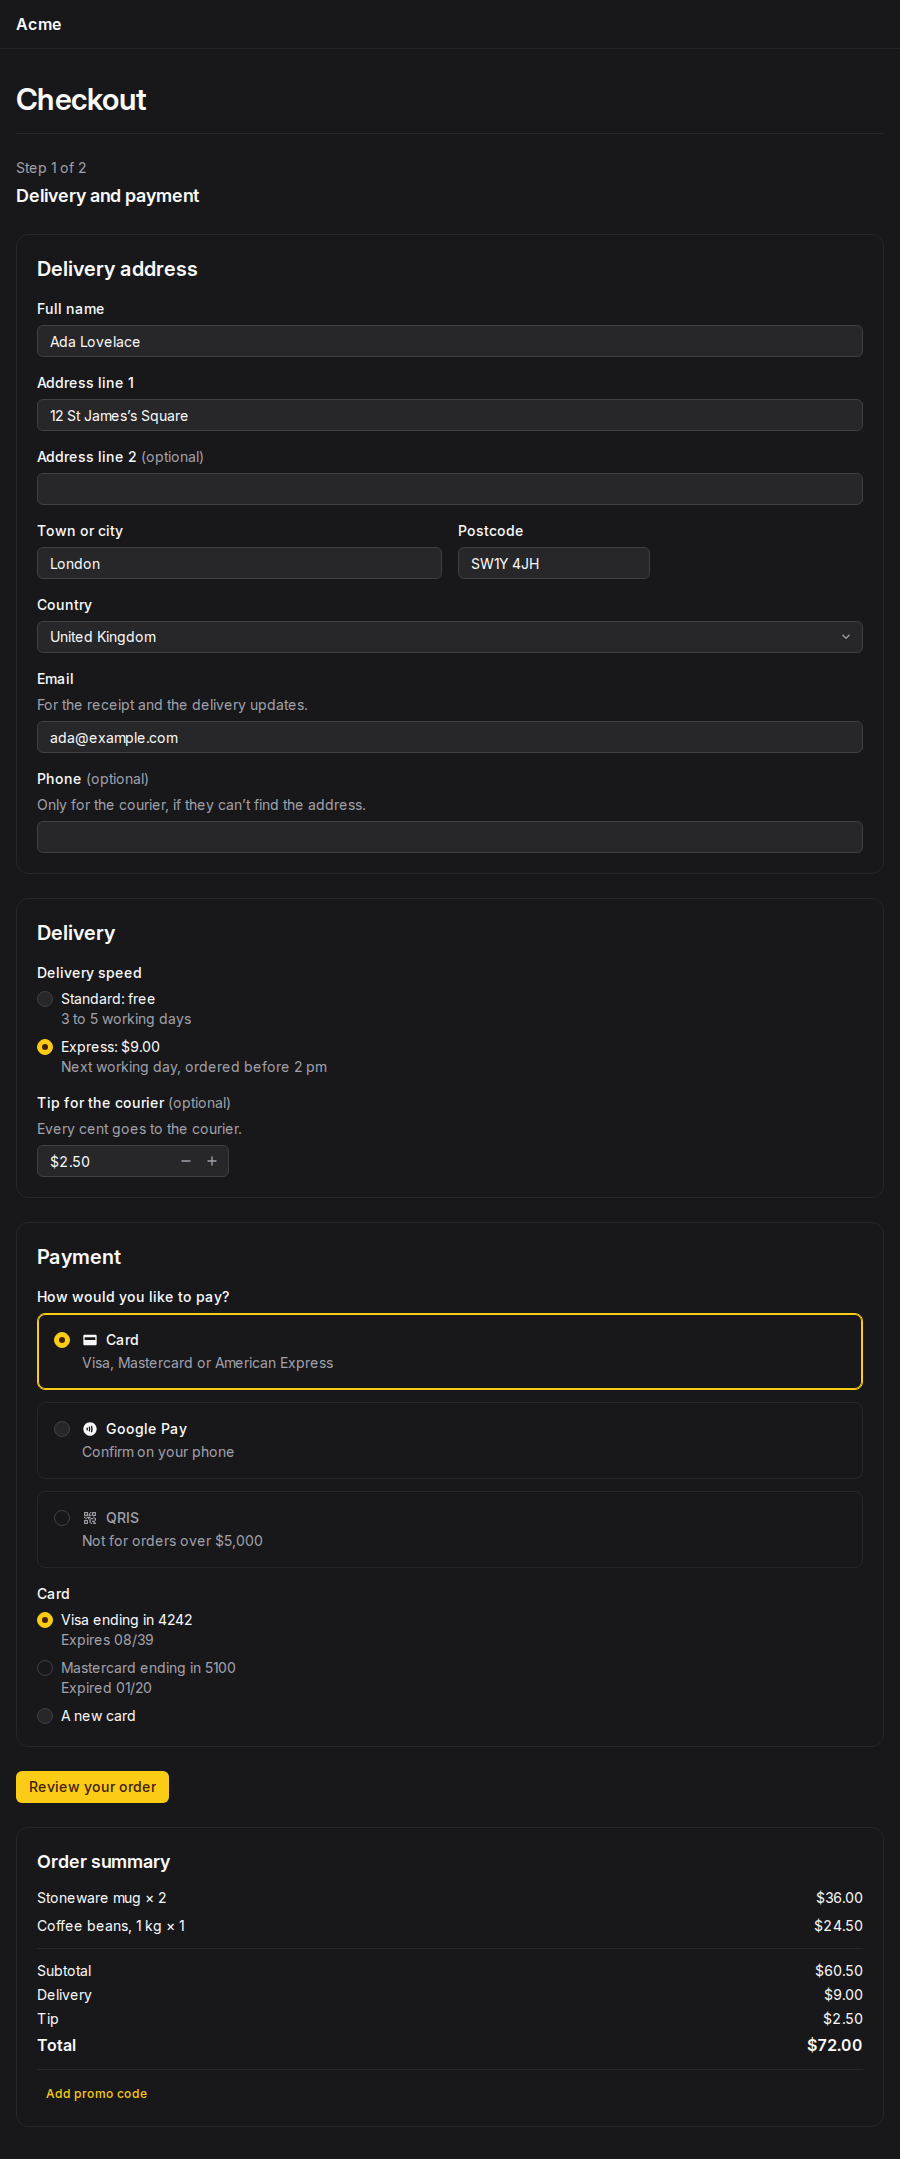 Acme
Checkout
Step 1 of 2
Delivery and payment
Delivery address
Full name
Ada Lovelace
Address line 1
12 St James’s Square
Address line 2 (optional)
Town or city
Postcode
London
SW1Y 4JH
Country
United Kingdom
Email
For the receipt and the delivery updates.
ada@example.com
Phone (optional)
Only for the courier, if they can’t find the address.
Delivery
Delivery speed
Standard: free
3 to 5 working days
Express: $9.00
Next working day, ordered before 2 pm
Tip for the courier (optional)
Every cent goes to the courier.
$2.50
Payment
How would you like to pay?
Card
Visa, Mastercard or American Express
Google Pay
Confirm on your phone
QRIS
Not for orders over $5,000
Card
Visa ending in 4242
Expires 08/39
Mastercard ending in 5100
Expired 01/20
A new card
Review your order
Order summary
Stoneware mug × 2 $36.00
Coffee beans, 1 kg × 1 $24.50
Subtotal $60.50
Delivery $9.00
Tip $2.50
Total $72.00
Add promo code